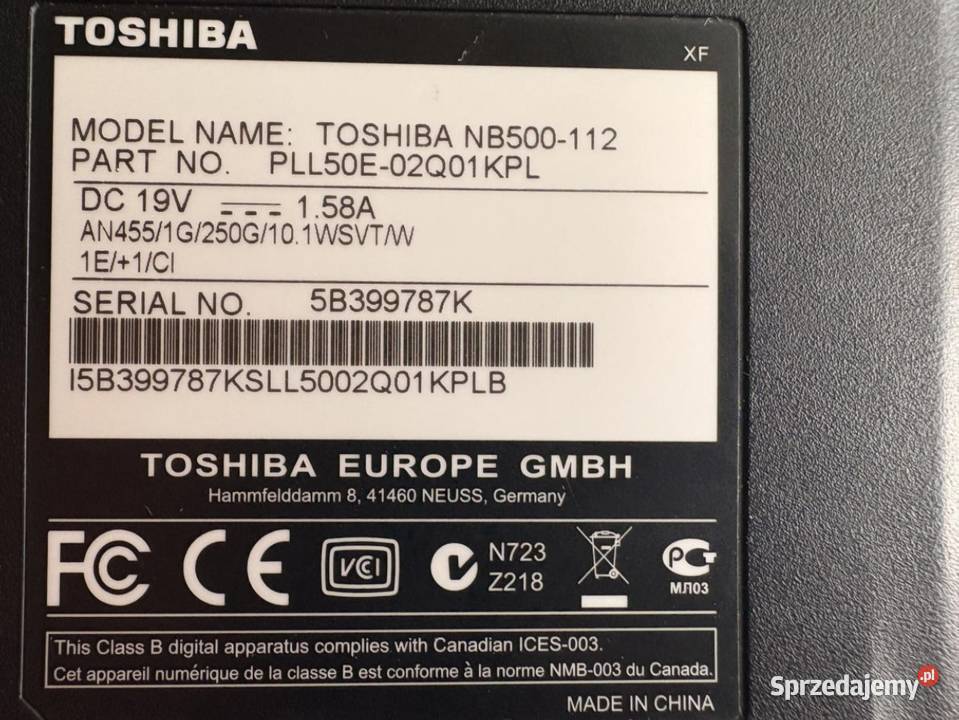 TOSHIBA
XF
MODEL NAME: TOSHIBA NB500-112
PART NO. PLL50E-02Q01KPL
DC 19V 1.58A
AN455/1G/250G/10.1WSVT/W
1E/+1/CI
SERIAL NO. 5B399787K
I5B399787KSLL5002Q01KPLB
TOSHIBA EUROPE GMBH
Hammfelddamm 8, 41460 NEUSS, Germany
FC CE VCI N723
Z218
PCT
МЛ03
This Class B digital apparatus complies with Canadian ICES-003.
Cet appareil numérique de la classe B est conforme à la norme NMB-003 du Canada.
MADE IN CHINA
Sprzedajemy.pl